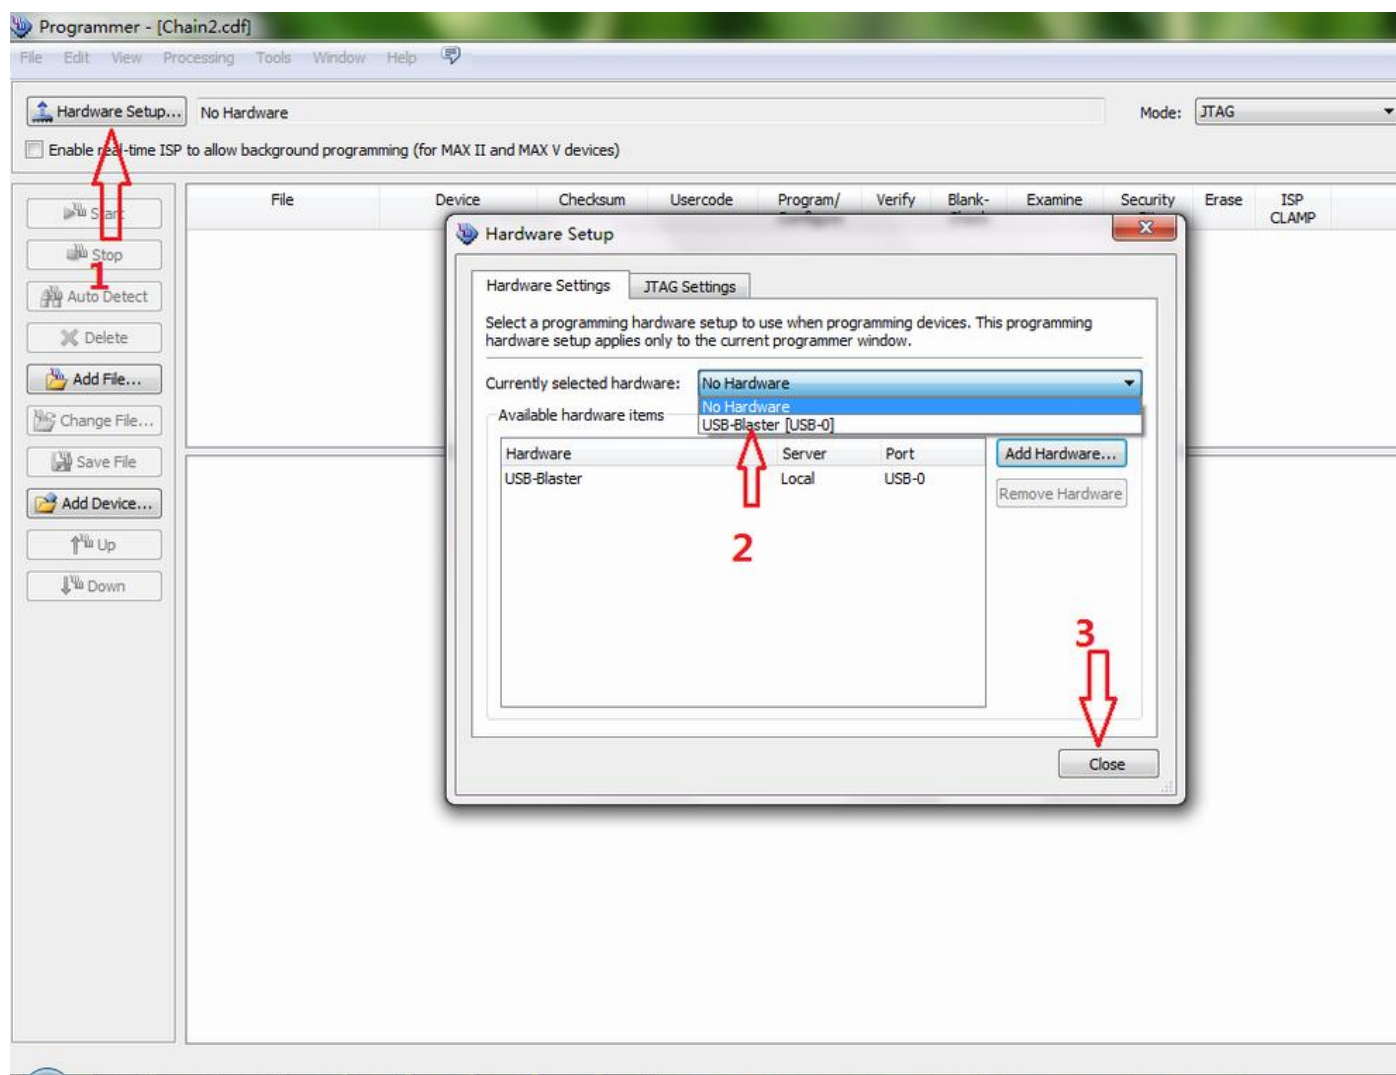 Programmer - [Chain2.cdf]
File Edit View Processing Tools Window Help
Hardware Setup... No Hardware Mode: JTAG
Enable real-time ISP to allow background programming (for MAX II and MAX V devices)
File Device Checksum Usercode Program/ Verify Blank- Examine Security Erase ISP
CLAMP
Start
Stop
1
Auto Detect
Delete
Add File...
Change File...
Save File
Add Device...
Up
Down
Hardware Setup
Hardware Settings JTAG Settings
Select a programming hardware setup to use when programming devices. This programming
hardware setup applies only to the current programmer window.
Currently selected hardware: No Hardware
No Hardware
USB-Blaster [USB-0]
Available hardware items
Hardware Server Port
USB-Blaster Local USB-0
Add Hardware...
Remove Hardware
2
3
Close